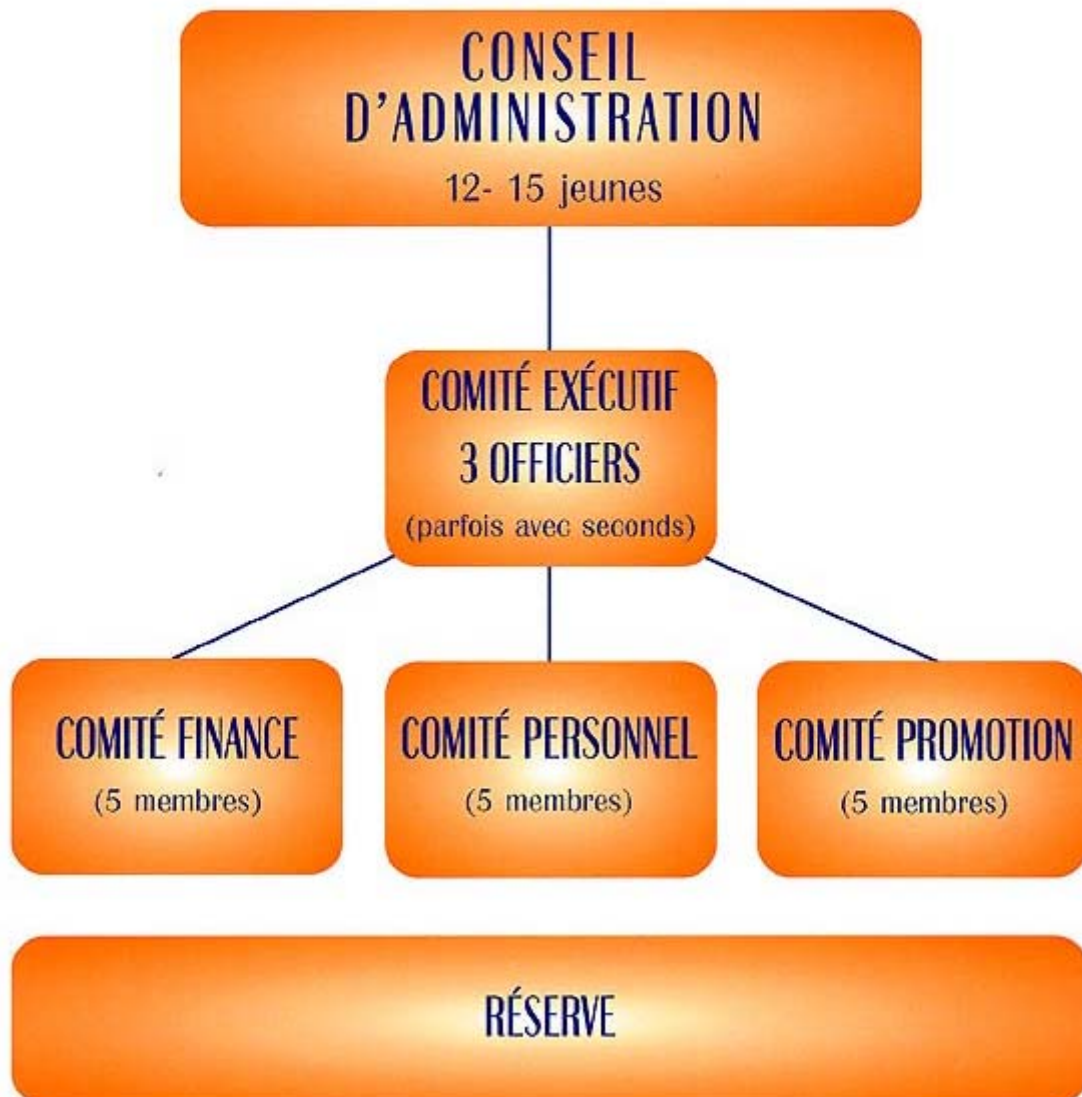 CONSEIL
D'ADMINISTRATION
12- 15 jeunes
COMITÉ EXÉCUTIF
3 OFFICIERS
(parfois avec seconds)
COMITÉ FINANCE
(5 membres)
COMITÉ PERSONNEL
(5 membres)
COMITÉ PROMOTION
(5 membres)
RÉSERVE